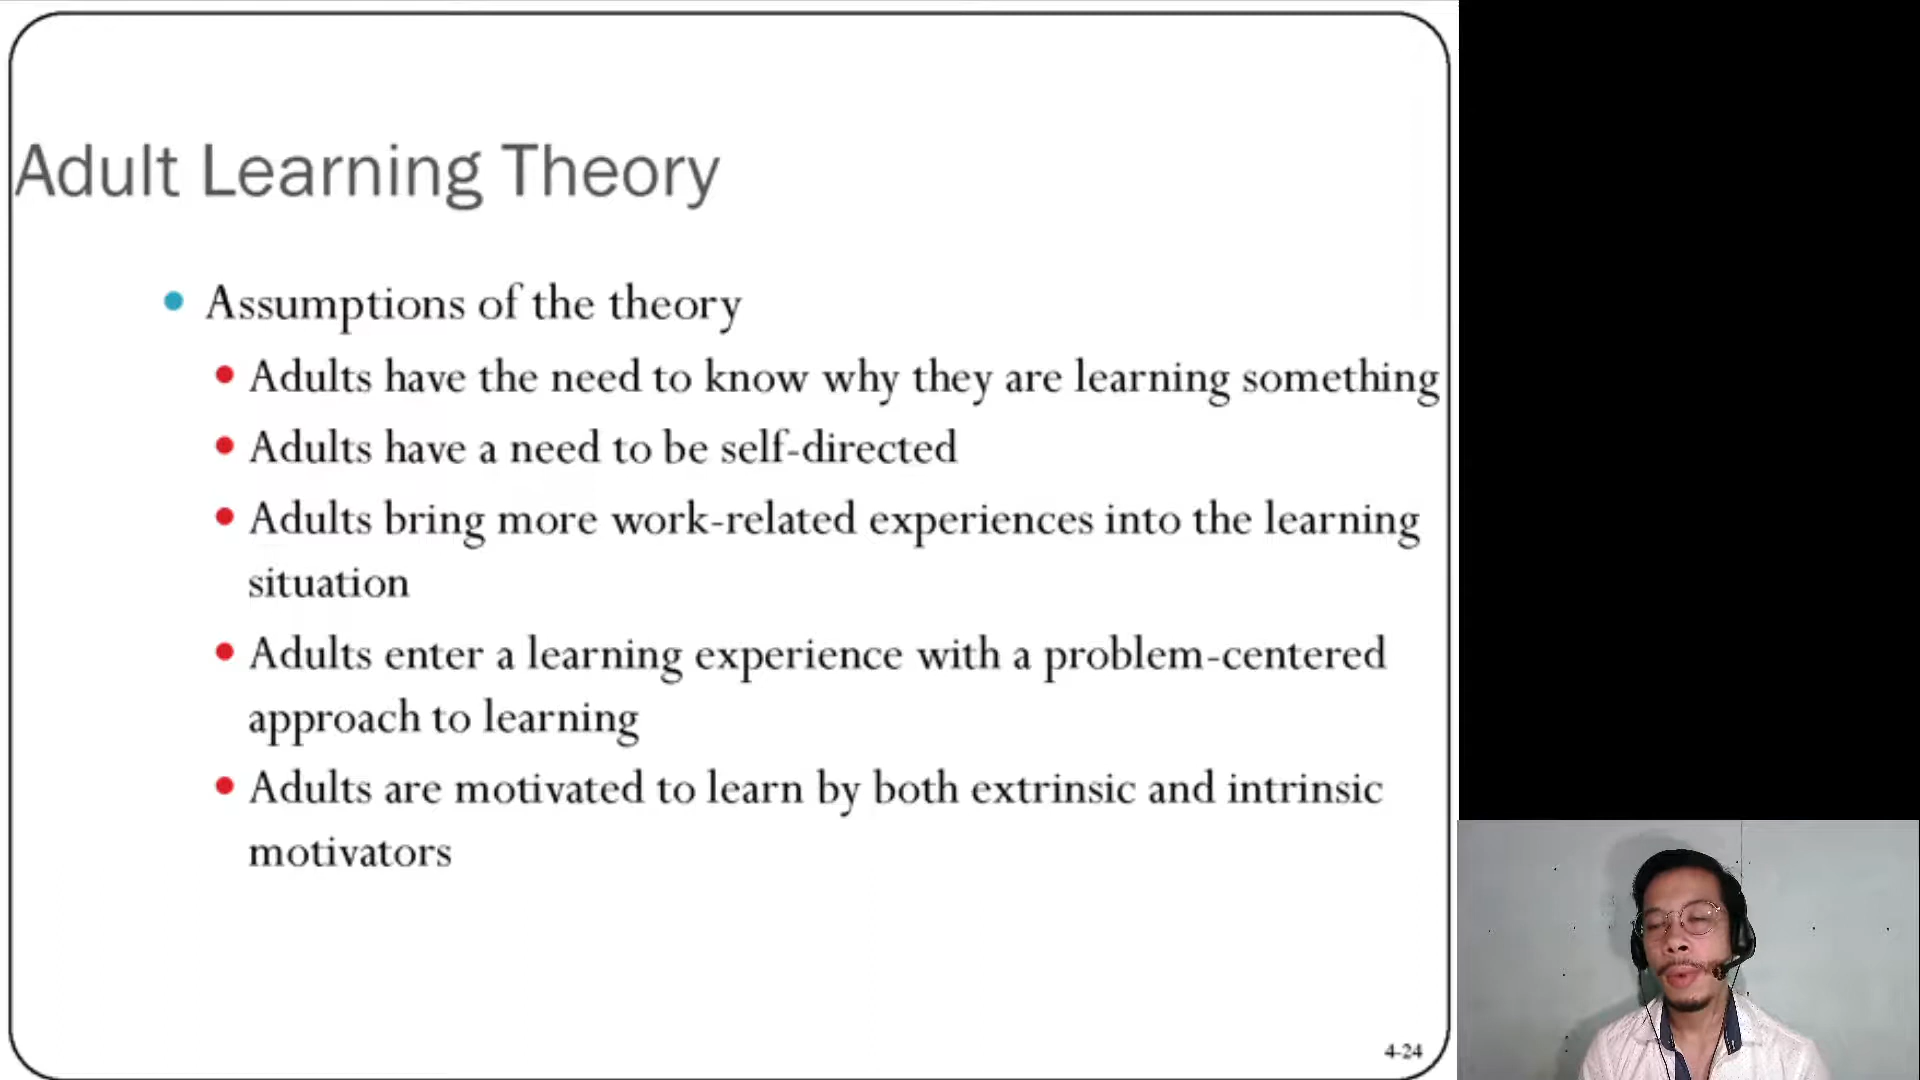 Adult Learning Theory
Assumptions of the theory
Adults have the need to know why they are learning something
Adults have a need to be self-directed
Adults bring more work-related experiences into the learning
situation
Adults enter a learning experience with a problem-centered
approach to learning
Adults are motivated to learn by both extrinsic and intrinsic
motivators
4-24